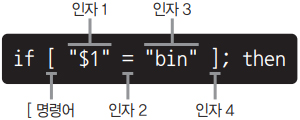 인자 1 인자 3
if [ "$1" = "bin" ]; then
[ 명령어 인자 2 인자 4